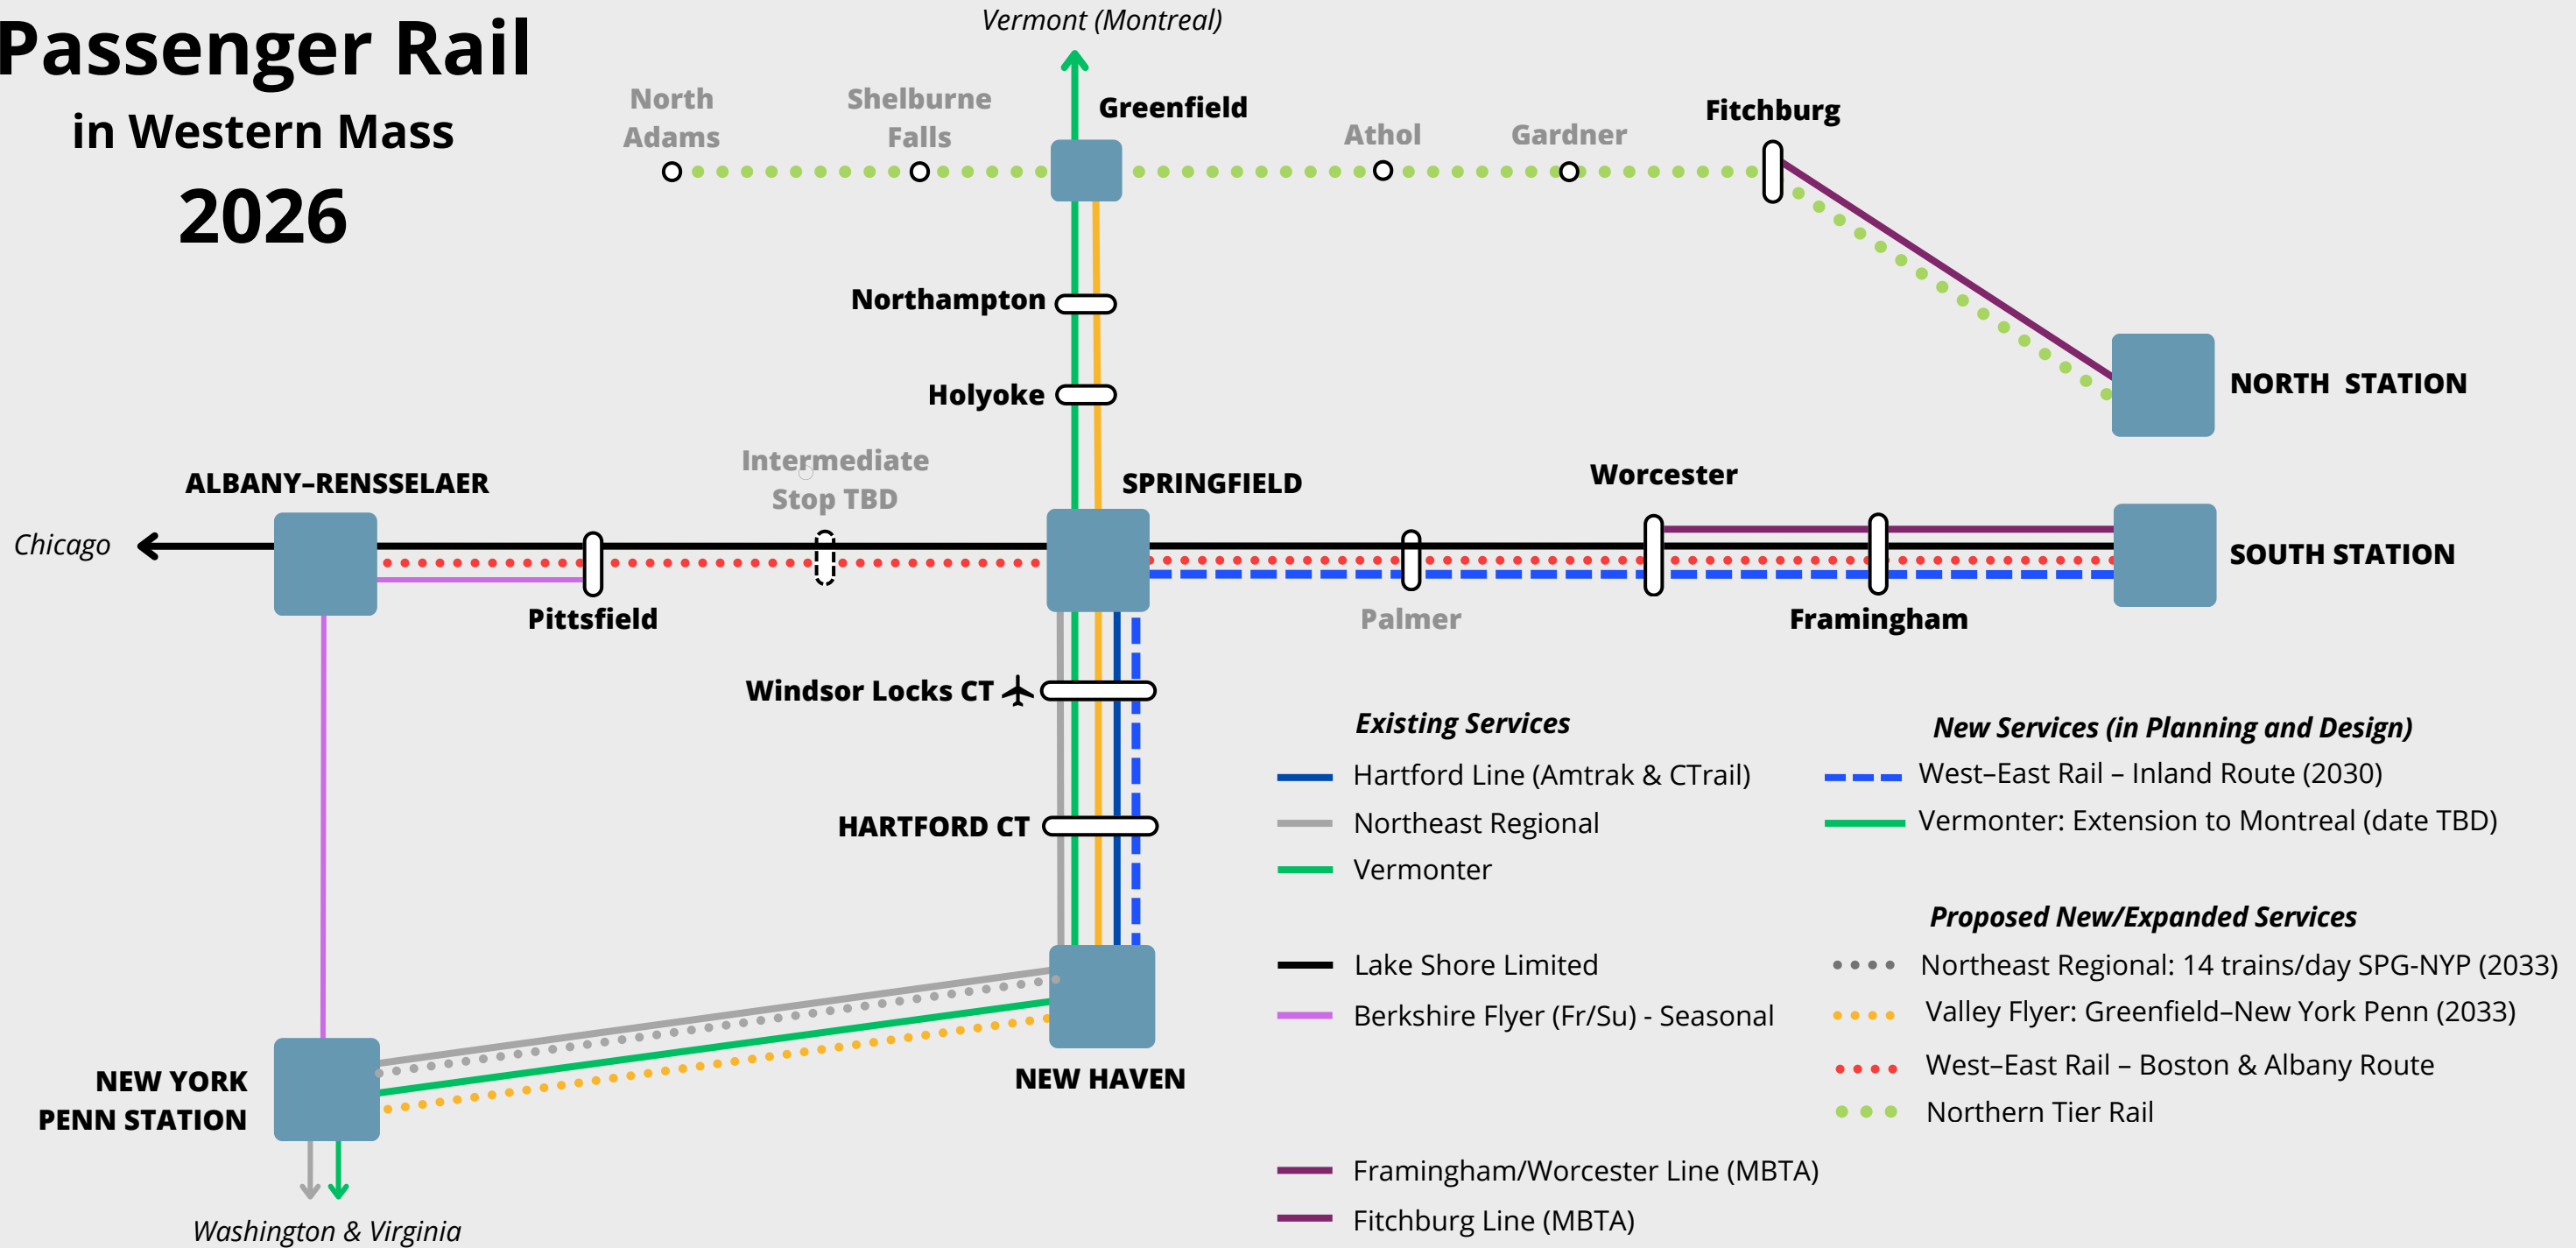 Passenger Rail
in Western Mass
2026
Vermont (Montreal)
North
Adams
Shelburne
Falls
Greenfield
Athol
Gardner
Fitchburg
Northampton
Holyoke
NORTH STATION
Intermediate
Stop TBD
ALBANY–RENSSELAER
SPRINGFIELD
Worcester
Chicago
SOUTH STATION
Pittsfield
Palmer
Framingham
Windsor Locks CT
HARTFORD CT
NEW HAVEN
NEW YORK
PENN STATION
Washington & Virginia
Existing Services
Hartford Line (Amtrak & CTrail)
Northeast Regional
Vermonter
Lake Shore Limited
Berkshire Flyer (Fr/Su) - Seasonal
Framingham/Worcester Line (MBTA)
Fitchburg Line (MBTA)
New Services (in Planning and Design)
West–East Rail – Inland Route (2030)
Vermonter: Extension to Montreal (date TBD)
Proposed New/Expanded Services
Northeast Regional: 14 trains/day SPG-NYP (2033)
Valley Flyer: Greenfield–New York Penn (2033)
West–East Rail – Boston & Albany Route
Northern Tier Rail